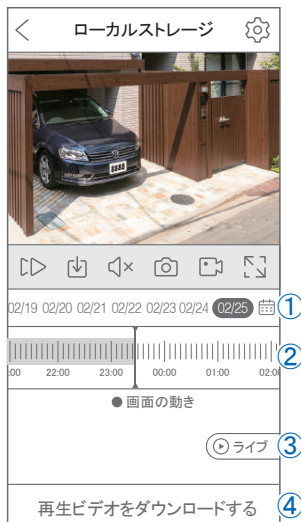 ローカルストレージ
8888
02/19 02/20 02/21 02/22 02/23 02/24 02/25 ①
②
:00 22:00 23:00 00:00 01:00 02:0
●画面の動き
ライブ ③
再生ビデオをダウンロードする ④